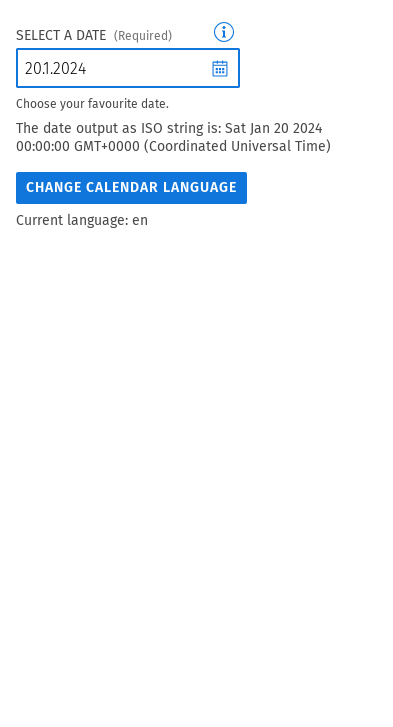 SELECT A DATE (Required)
20.1.2024
Choose your favourite date.
The date output as ISO string is: Sat Jan 20 2024
00:00:00 GMT+0000 (Coordinated Universal Time)
CHANGE CALENDAR LANGUAGE
Current language: en